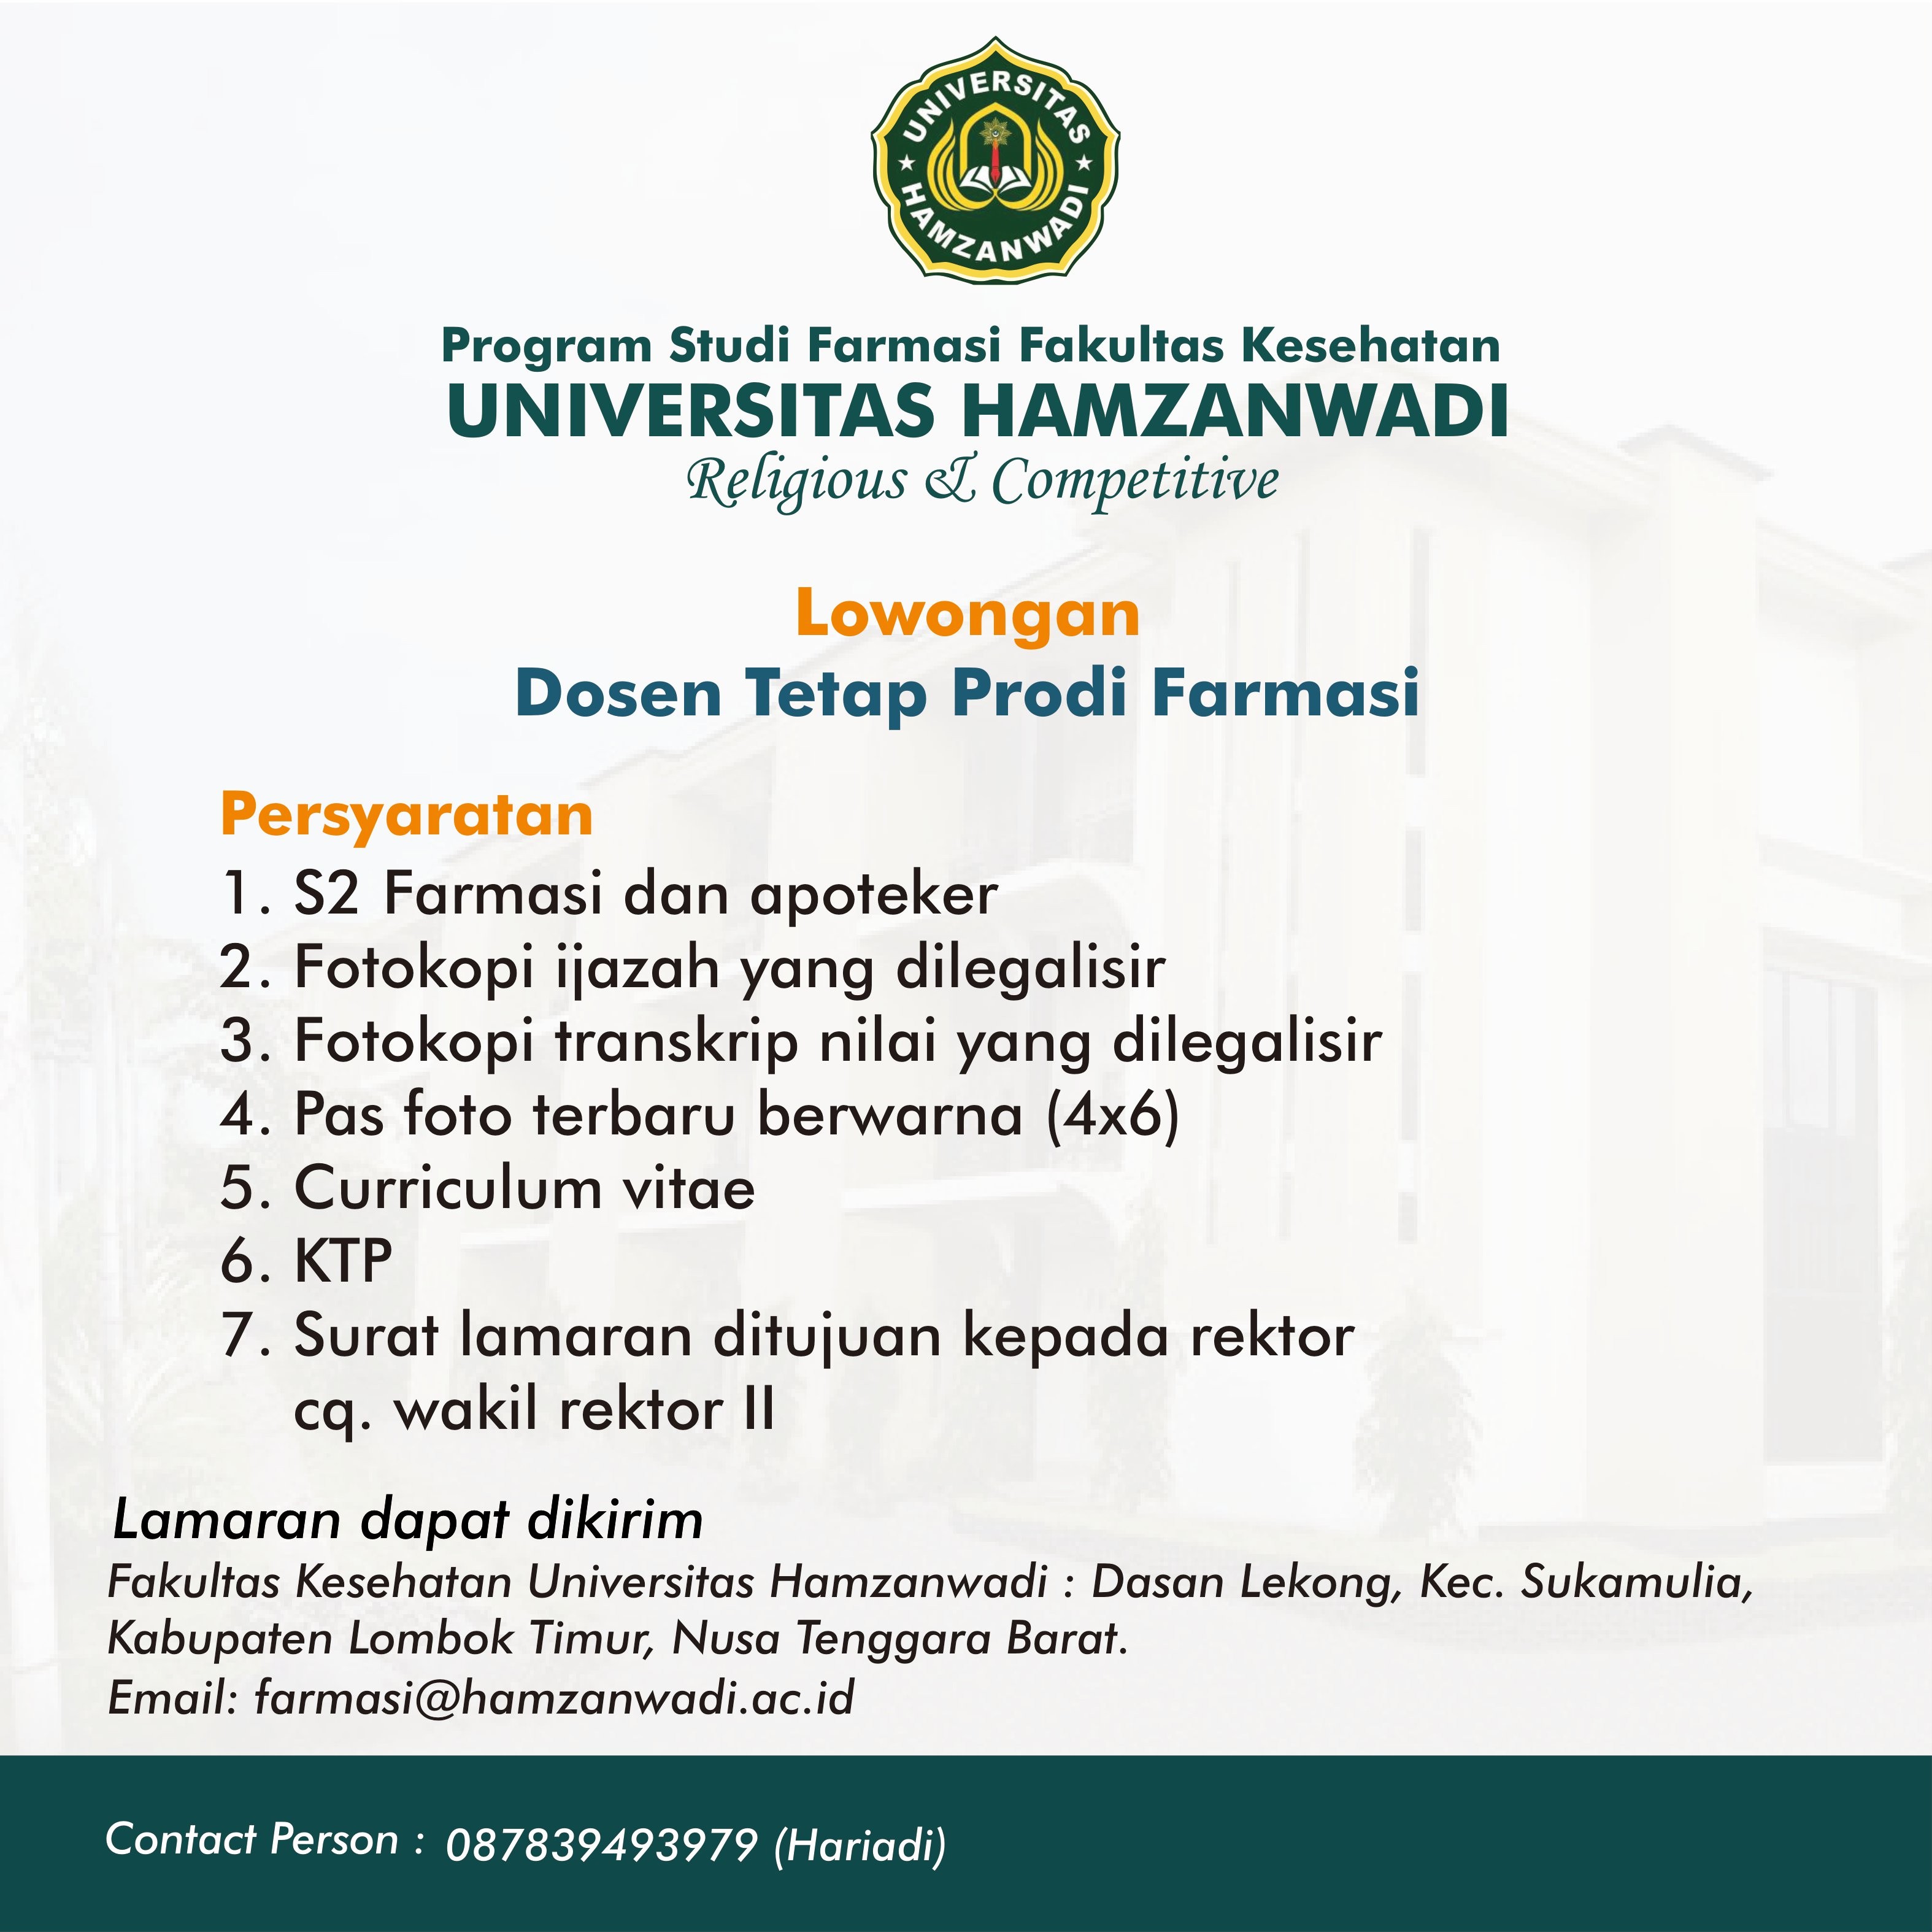 UNIVERSITAS
HAMZANWADI
Program Studi Farmasi Fakultas Kesehatan
UNIVERSITAS HAMZANWADI
Religious & Competitive
Lowongan
Dosen Tetap Prodi Farmasi
Persyaratan
1. S2 Farmasi dan apoteker
2. Fotokopi ijazah yang dilegalisir
3. Fotokopi transkrip nilai yang dilegalisir
4. Pas foto terbaru berwarna (4x6)
5. Curriculum vitae
6. KTP
7. Surat lamaran ditujuan kepada rektor
cq. wakil rektor II
Lamaran dapat dikirim
Fakultas Kesehatan Universitas Hamzanwadi : Dasan Lekong, Kec. Sukamulia,
Kabupaten Lombok Timur, Nusa Tenggara Barat.
Email: farmasi@hamzanwadi.ac.id
Contact Person : 087839493979 (Hariadi)